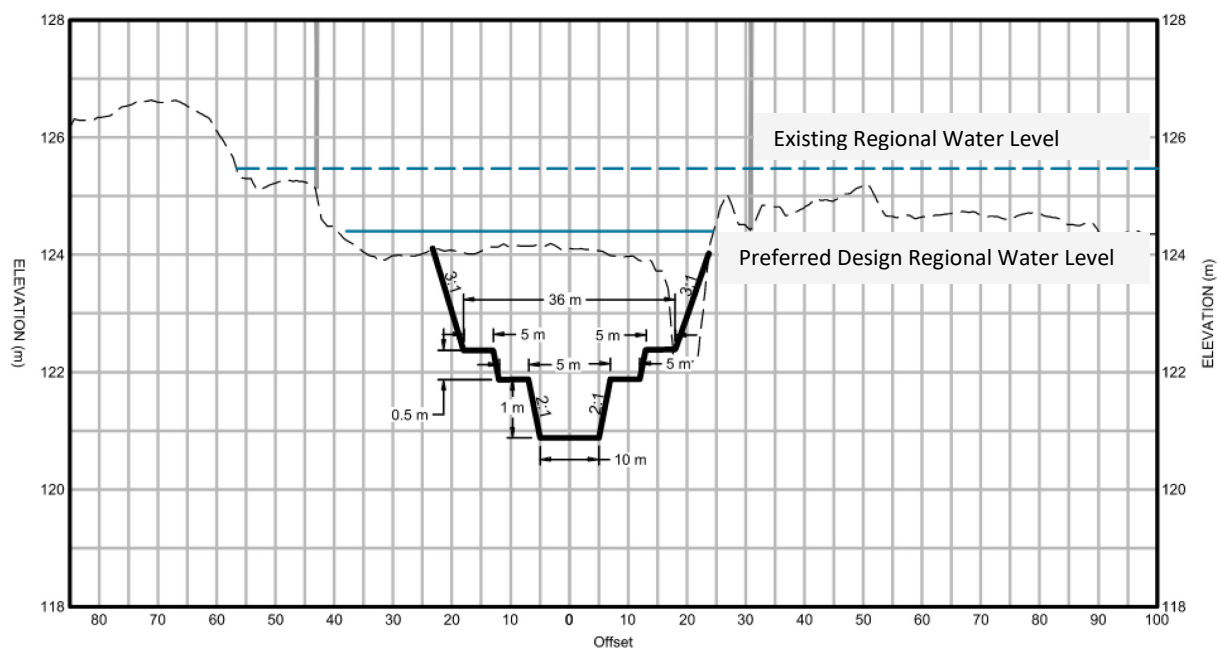 128
128
126
126
124
124
122
122
120
120
118
118
ELEVATION (m)
ELEVATION (m)
Existing Regional Water Level
Preferred Design Regional Water Level
3:1
36 m
3:1
5 m
5 m
5 m
5 m
0.5 m
1 m
2:1
2:1
10 m
80 70 60 50 40 30 20 10 0 10 20 30 40 50 60 70 80 90 100
Offset